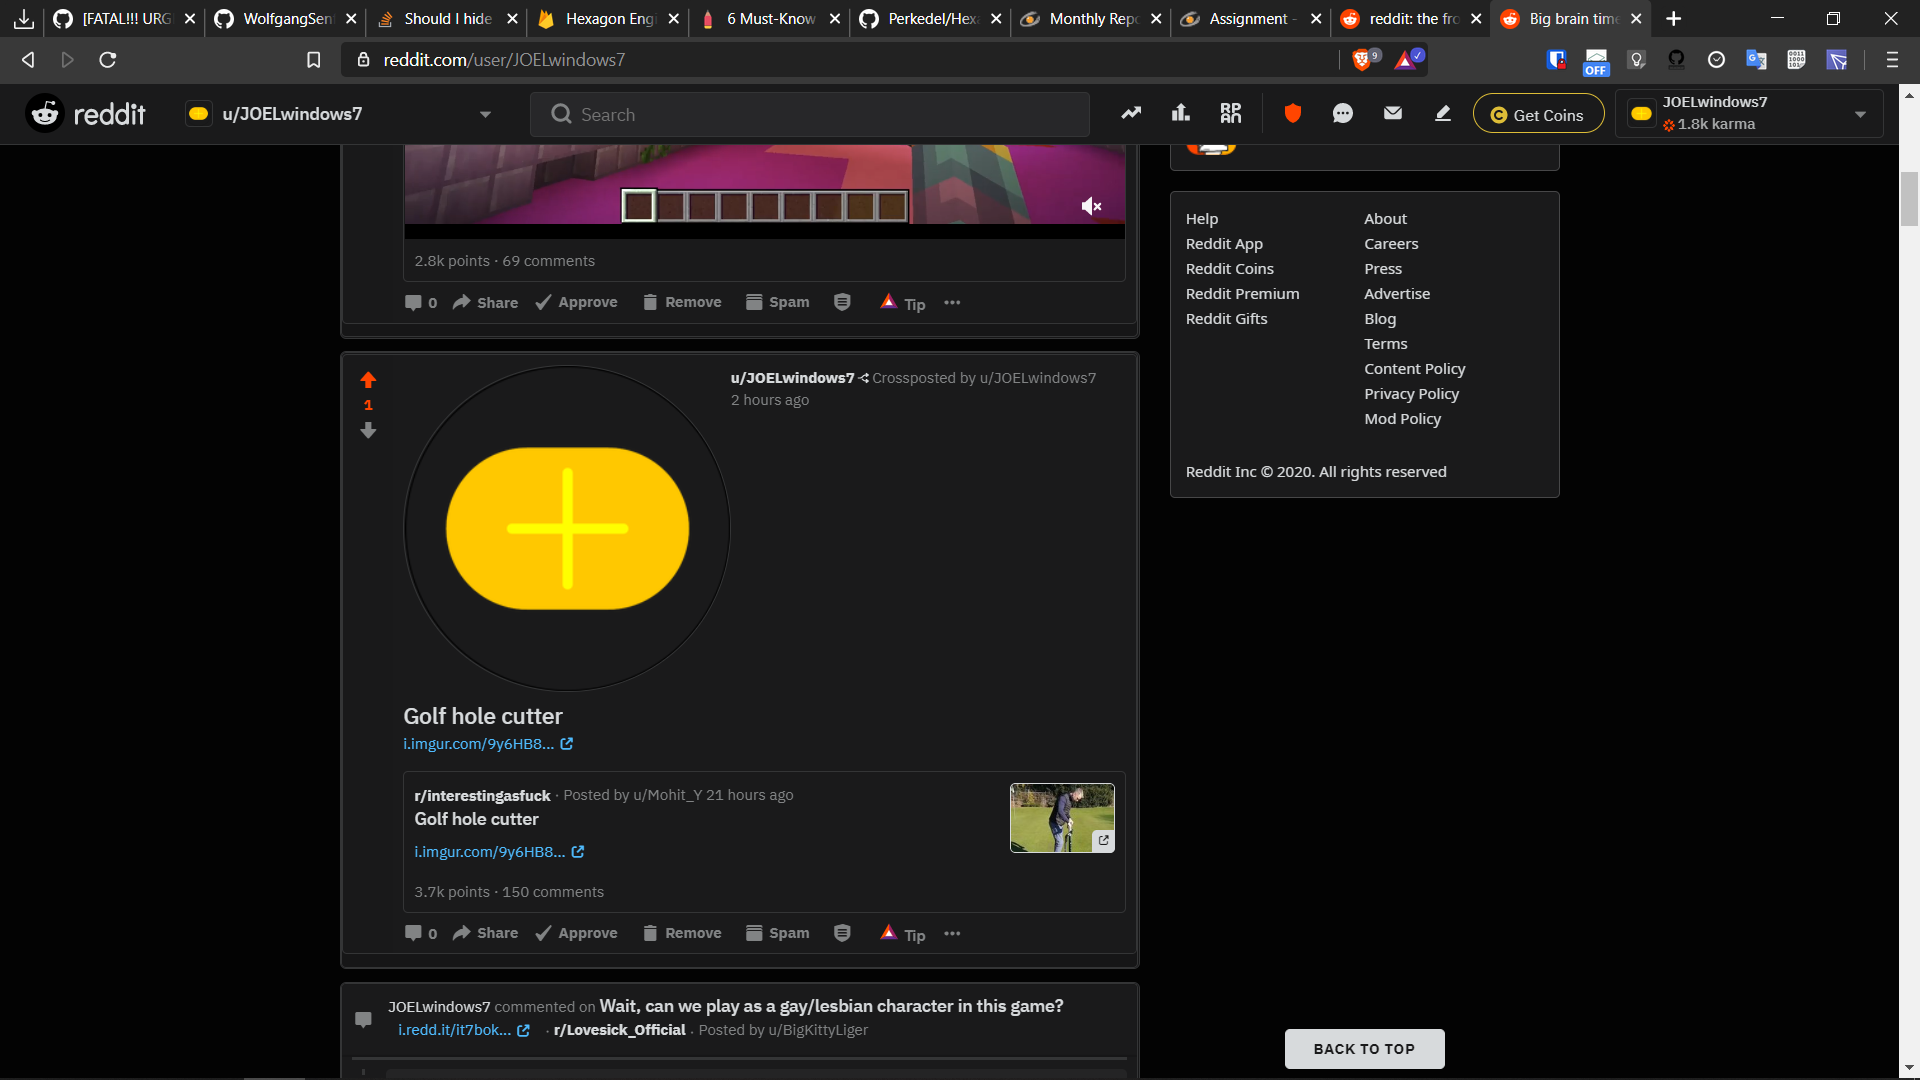 [FATAL!!! URG
WolfgangSen
Should I hide
Hexagon Engi
6 Must-Know
Perkedel/Hexa
Monthly Repo
Assignment -
reddit: the fro
Big brain time
reddit.com/user/JOELwindows7
9
OFF
reddit
u/JOELwindows7
Search
Get Coins
JOELwindows7
1.8k karma
2.8k points · 69 comments
0 Share Approve Remove Spam Tip
1
u/JOELwindows7 Crossposted by u/JOELwindows7
2 hours ago
Golf hole cutter
i.imgur.com/9y6HB8...
r/interestingasfuck · Posted by u/Mohit_Y 21 hours ago
Golf hole cutter
i.imgur.com/9y6HB8...
3.7k points · 150 comments
0 Share Approve Remove Spam Tip
JOELwindows7 commented on Wait, can we play as a gay/lesbian character in this game?
i.redd.it/it7bok... · r/Lovesick_Official · Posted by u/BigKittyLiger
Help
Reddit App
Reddit Coins
Reddit Premium
Reddit Gifts
About
Careers
Press
Advertise
Blog
Terms
Content Policy
Privacy Policy
Mod Policy
Reddit Inc © 2020. All rights reserved
BACK TO TOP